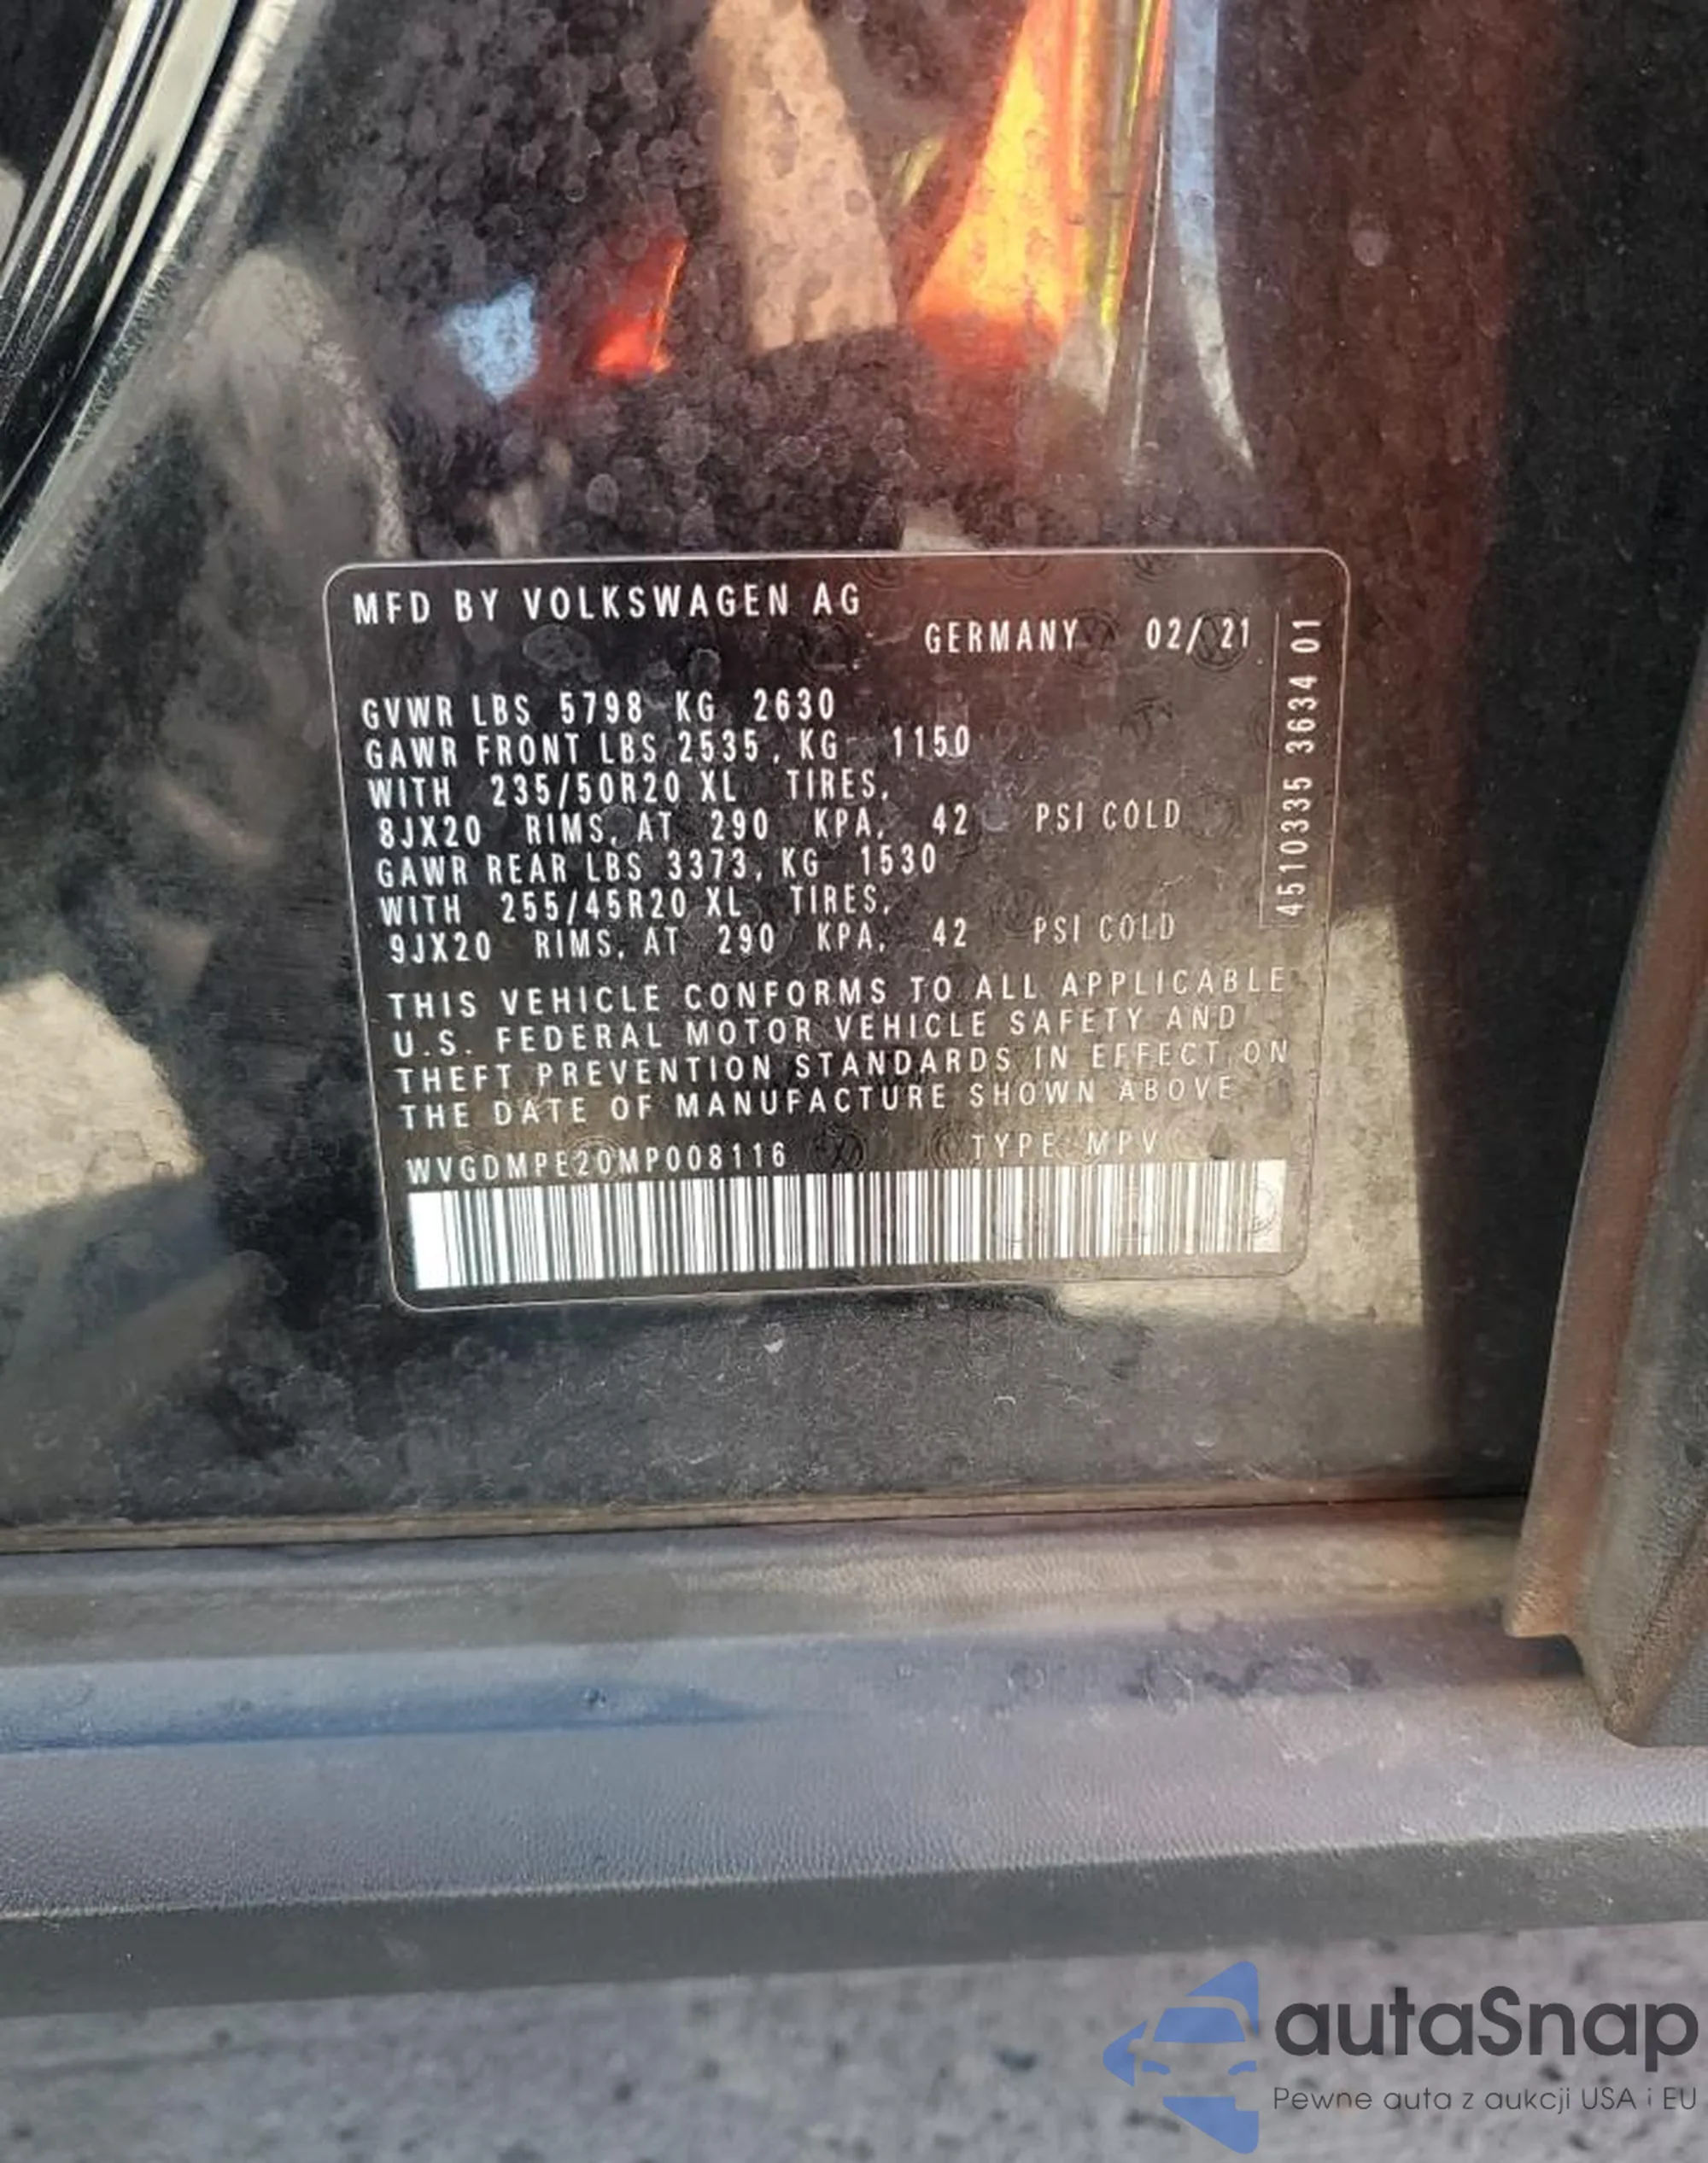 MFD BY VOLKSWAGEN AG
GERMANY 02/ 21
GVWR LBS 5798 KG 2630
GAWR FRONT LBS 2535, KG 1150
WITH 235/50R20 XL TIRES,
8JX20 RIMS, AT 290 KPA, 42 PSI COLD
GAWR REAR LBS 3373, KG 1530
WITH 255/45R20 XL TIRES,
9JX20 RIMS, AT 290 KPA, 42 PSI COLD
THIS VEHICLE CONFORMS TO ALL APPLICABLE
U.S. FEDERAL MOTOR VEHICLE SAFETY AND
THEFT PREVENTION STANDARDS IN EFFECT ON
THE DATE OF MANUFACTURE SHOWN ABOVE
WVGDMPE20MP008116 TYPE MPV
4510335 3634 01
autaSnap
Pewne auta z aukcji USA i EU